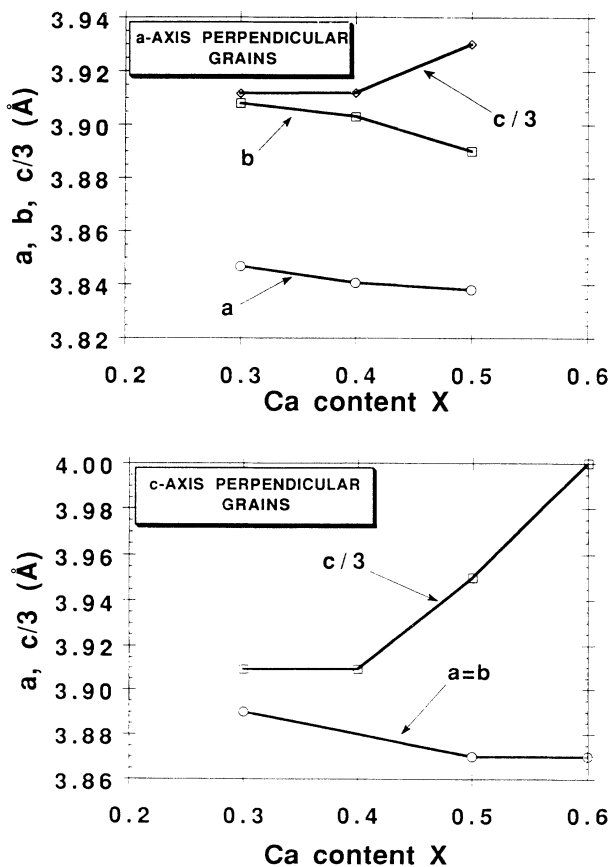 3.94
3.92
3.90
3.88
3.86
3.84
3.82
a, b, c/3 (Å)
a-AXIS PERPENDICULAR
GRAINS
c / 3
b
a
0.2 0.3 0.4 0.5 0.6
Ca content X
4.00
3.98
3.96
3.94
3.92
3.90
3.88
3.86
a, c/3 (Å)
c-AXIS PERPENDICULAR
GRAINS
c / 3
a=b
0.2 0.3 0.4 0.5 0.6
Ca content X